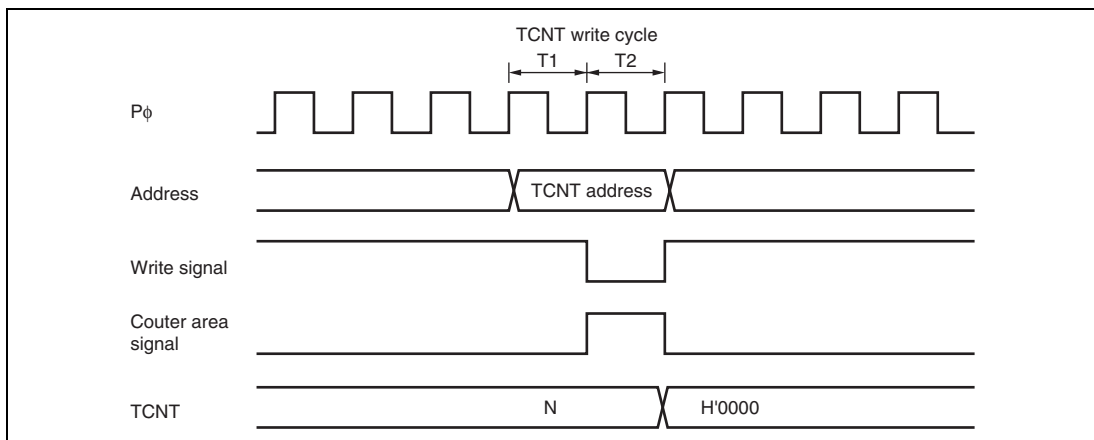 TCNT write cycle
T1 T2
Pϕ
Address
TCNT address
Write signal
Couter area
signal
TCNT
N
H'0000